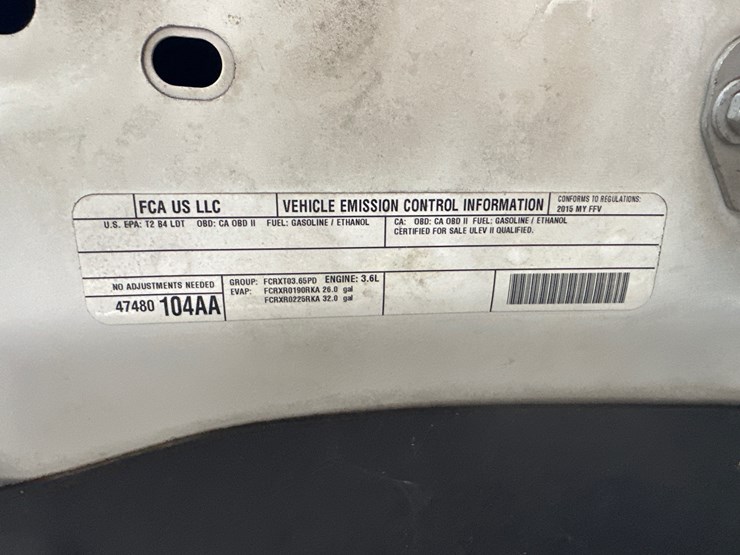 FCA US LLC
VEHICLE EMISSION CONTROL INFORMATION
CONFORMS TO REGULATIONS:
2015 MY FFV
U.S. EPA: T2 B4 LDT OBD: CA OBD II FUEL: GASOLINE / ETHANOL
CA: OBD: CA OBD II FUEL: GASOLINE / ETHANOL
CERTIFIED FOR SALE ULEV II QUALIFIED.
NO ADJUSTMENTS NEEDED
47480 104AA
GROUP: FCRXT03.65PD ENGINE: 3.6L
EVAP: FCRXR0190RKA 26.0 gal
FCRXR0225RKA 32.0 gal